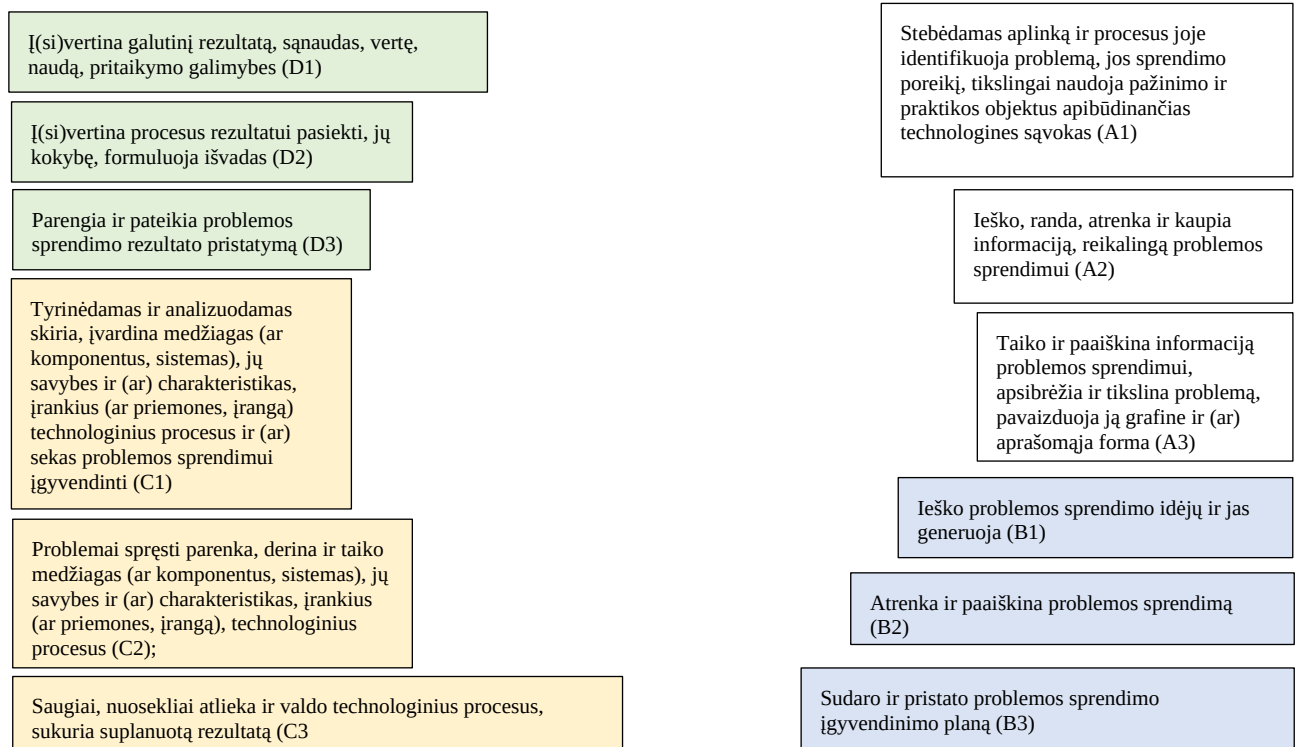 Į(si)vertina galutinį rezultatą, sąnaudas, vertę,
naudą, pritaikymo galimybes (D1)
Į(si)vertina procesus rezultatui pasiekti, jų
kokybę, formuluoja išvadas (D2)
Parengia ir pateikia problemos
sprendimo rezultato pristatymą (D3)
Tyrinėdamas ir analizuodamas
skiria, įvardina medžiagas (ar
komponentus, sistemas), jų
savybes ir (ar) charakteristikas,
įrankius (ar priemones, įrangą)
technologinius procesus ir (ar)
sekas problemos sprendimui
įgyvendinti (C1)
Problemai spręsti parenka, derina ir taiko
medžiagas (ar komponentus, sistemas), jų
savybes ir (ar) charakteristikas, įrankius
(ar priemones, įrangą), technologinius
procesus (C2);
Saugiai, nuosekliai atlieka ir valdo technologinius procesus,
sukuria suplanuotą rezultatą (C3
Stebėdamas aplinką ir procesus joje
identifikuoja problemą, jos sprendimo
poreikį, tikslingai naudoja pažinimo ir
praktikos objektus apibūdinančias
technologines sąvokas (A1)
Ieško, randa, atrenka ir kaupia
informaciją, reikalingą problemos
sprendimui (A2)
Taiko ir paaiškina informaciją
problemos sprendimui,
apsibrėžia ir tikslina problemą,
pavaizduoja ją grafine ir (ar)
aprašomąja forma (A3)
Ieško problemos sprendimo idėjų ir jas
generuoja (B1)
Atrenka ir paaiškina problemos sprendimą
(B2)
Sudaro ir pristato problemos sprendimo
įgyvendinimo planą (B3)